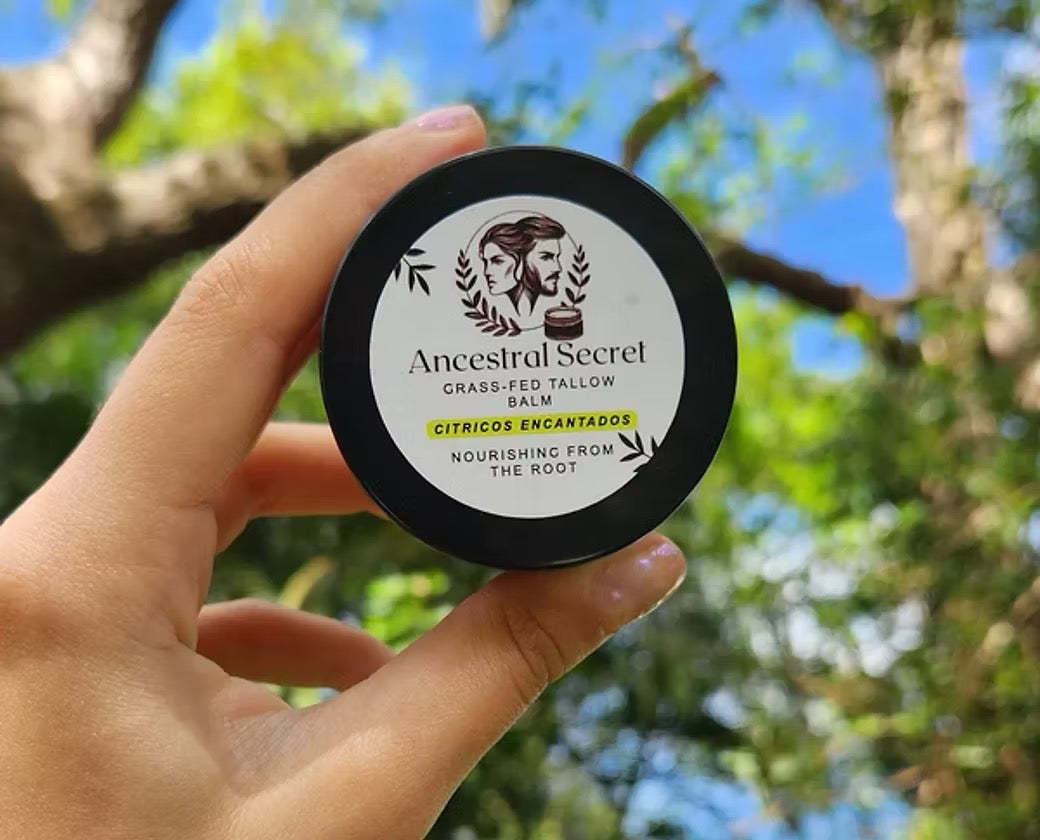 Ancestral Secret
GRASS-FED TALLOW
BALM
CITRICOS ENCANTADOS
NOURISHING FROM
THE ROOT